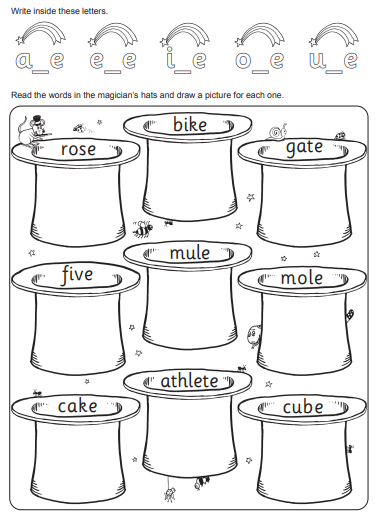 Write inside these letters.
a_e e_e i_e o_e u_e
Read the words in the magician's hats and draw a picture for each one.
rose bike gate
five mule mole
cake athlete cube